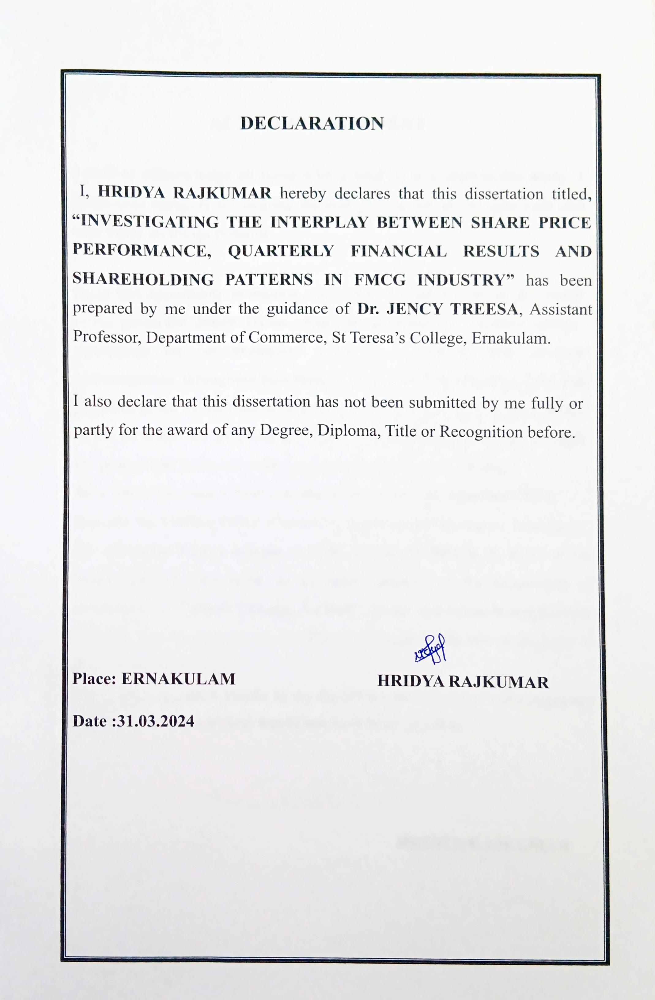 DECLARATION
I, HRIDYA RAJKUMAR hereby declares that this dissertation titled,
“INVESTIGATING THE INTERPLAY BETWEEN SHARE PRICE
PERFORMANCE, QUARTERLY FINANCIAL RESULTS AND
SHAREHOLDING PATTERNS IN FMCG INDUSTRY” has been
prepared by me under the guidance of Dr. JENCY TREESA, Assistant
Professor, Department of Commerce, St Teresa’s College, Ernakulam.
I also declare that this dissertation has not been submitted by me fully or
partly for the award of any Degree, Diploma, Title or Recognition before.
Place: ERNAKULAM HRIDYA RAJKUMAR
Date :31.03.2024